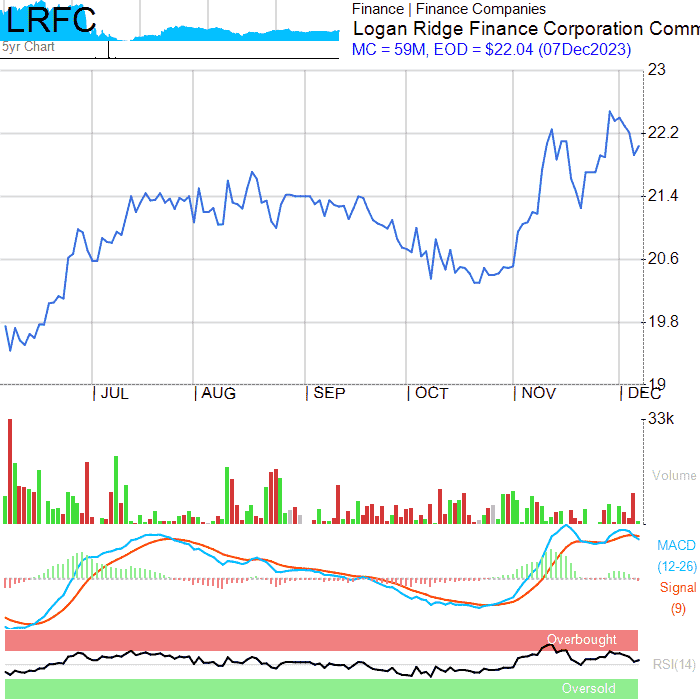 LRFC
5yr Chart
Finance | Finance Companies
Logan Ridge Finance Corporation Comm
MC = 59M, EOD = $22.04 (07Dec2023)
23
22.2
21.4
20.6
19.8
19
JUL
AUG
SEP
OCT
NOV
DEC
33k
Volume
MACD
(12-26)
Signal
(9)
Overbought
RSI(14)
Oversold